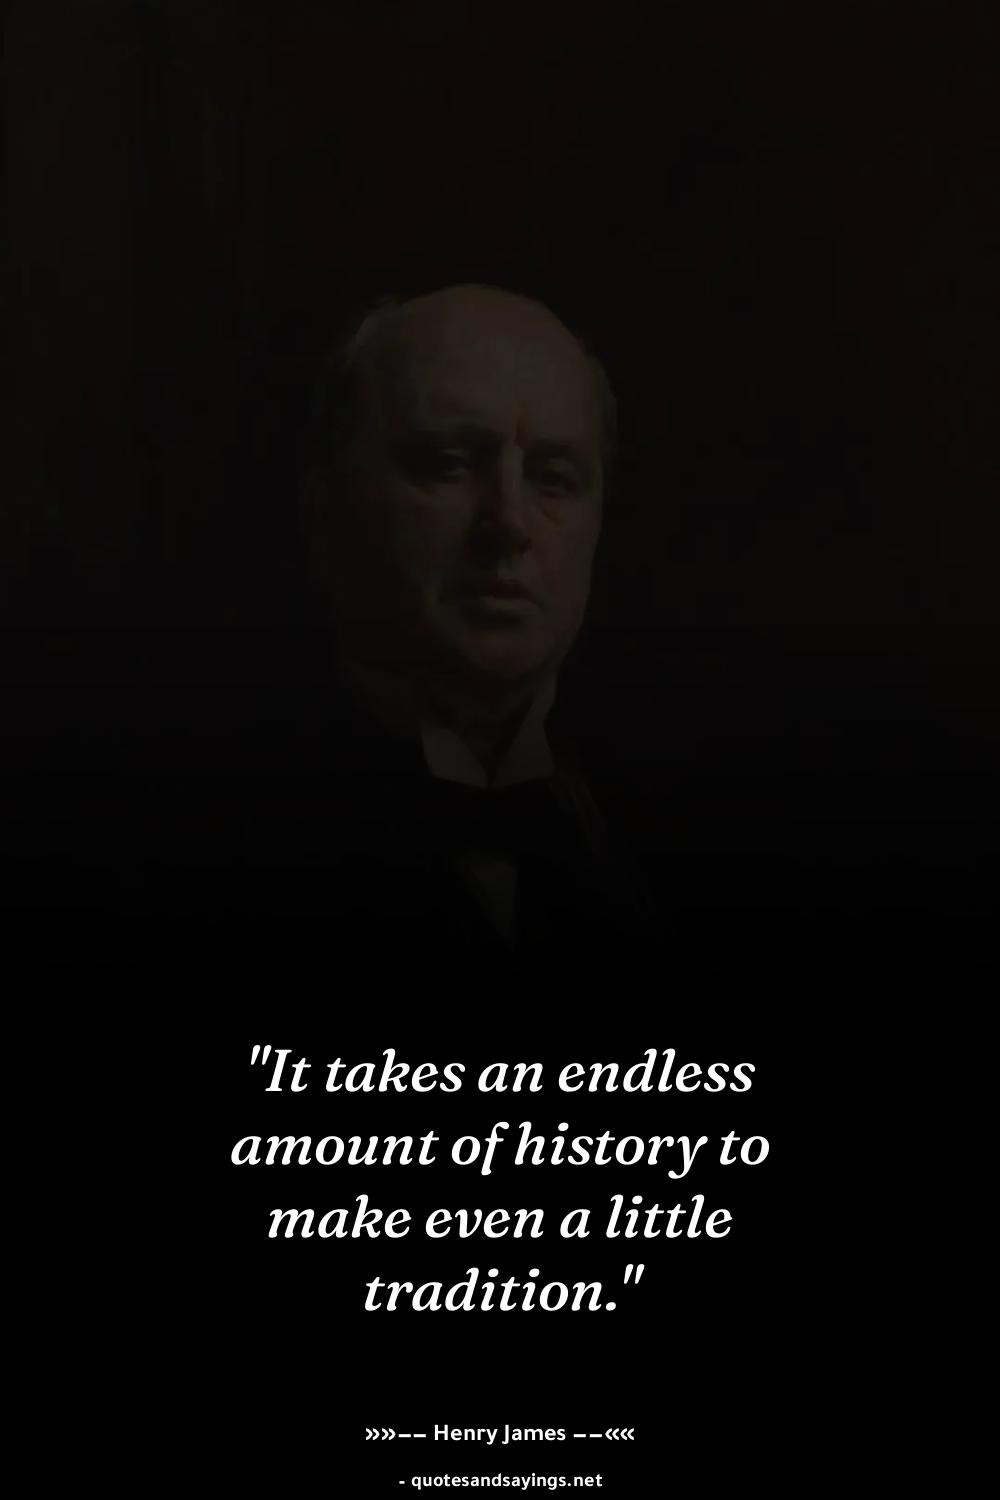 "It takes an endless
amount of history to
make even a little
tradition."
»»–– Henry James ––««
- quotesandsayings.net